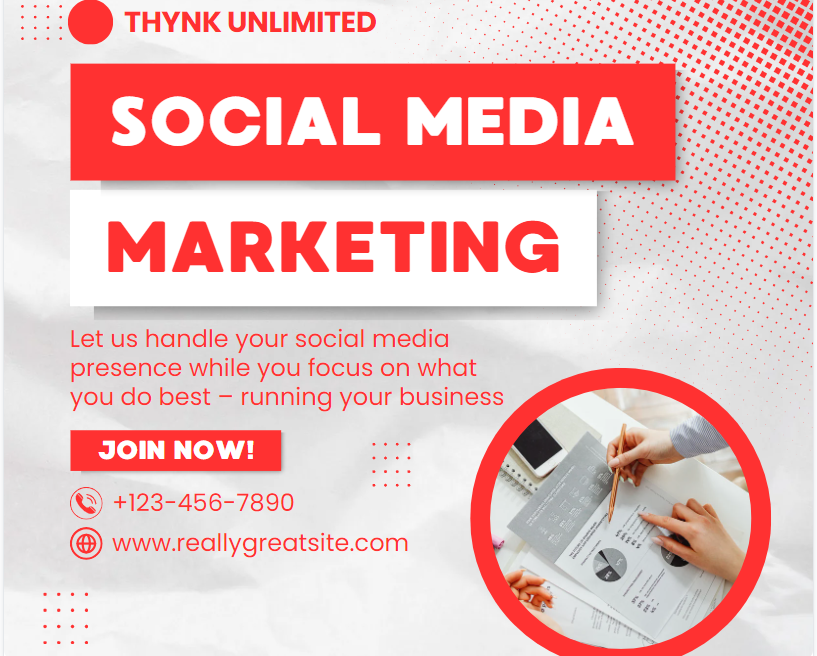 THYNK UNLIMITED
SOCIAL MEDIA
MARKETING
Let us handle your social media
presence while you focus on what
you do best – running your business
JOIN NOW!
+123-456-7890
www.reallygreatsite.com